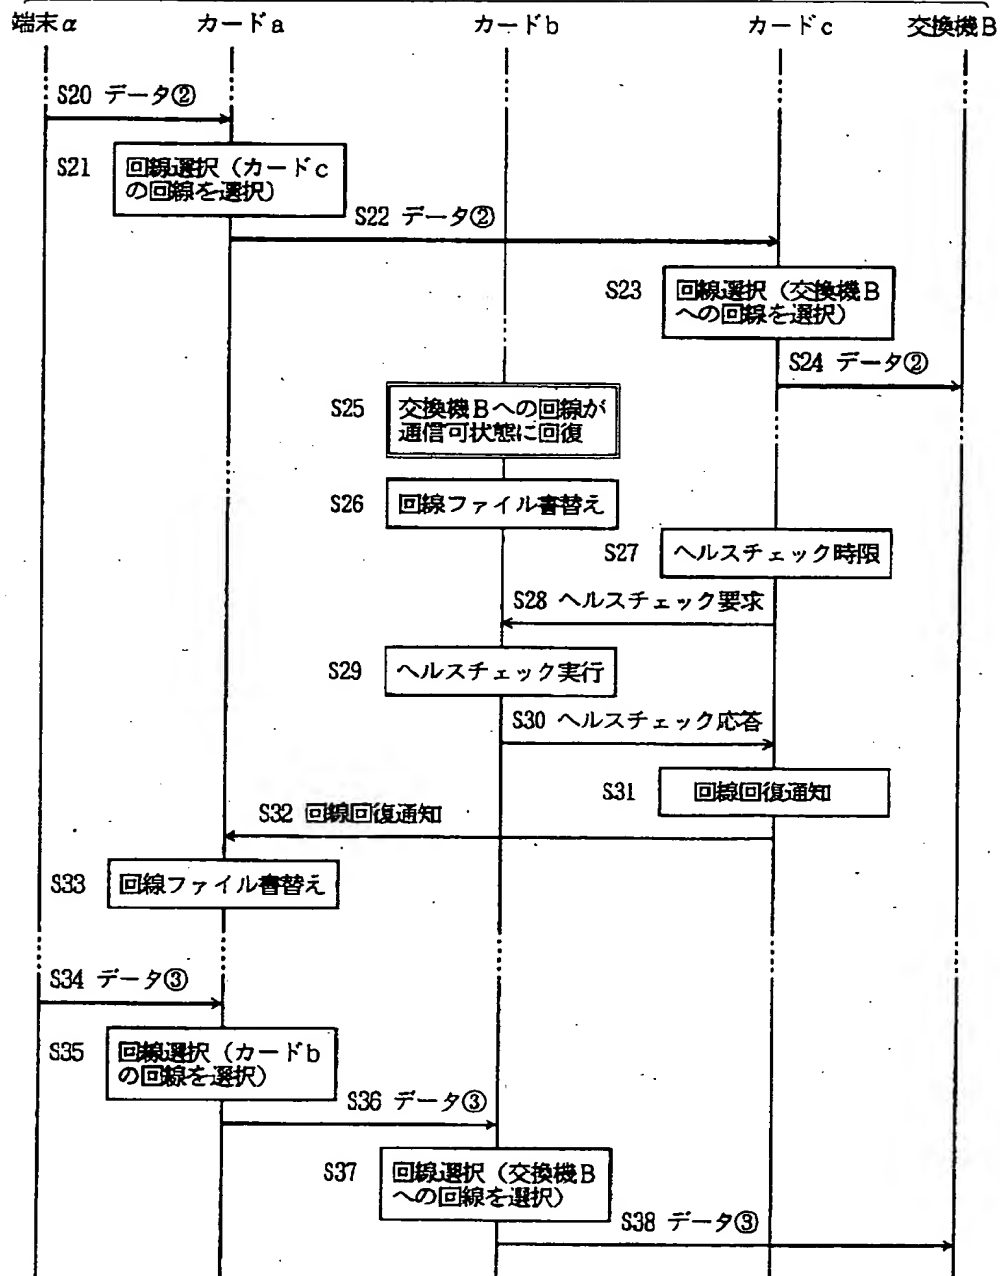 端末α カードa カードb カードc 交換機B
S20 データ②
S21 回線選択(カードc
の回線を選択)
S22 データ②
S23 回線選択(交換機B
への回線を選択)
S24 データ②
S25 交換機Bへの回線が
通信可状態に回復
S26 回線ファイル書替え
S27 ヘルスチェック時限
S28 ヘルスチェック要求
S29 ヘルスチェック実行
S30 ヘルスチェック応答
S31 回線回復通知
S32 回線回復通知
S33 回線ファイル書替え
S34 データ③
S35 回線選択(カードb
の回線を選択)
S36 データ③
S37 回線選択(交換機B
への回線を選択)
S38 データ③